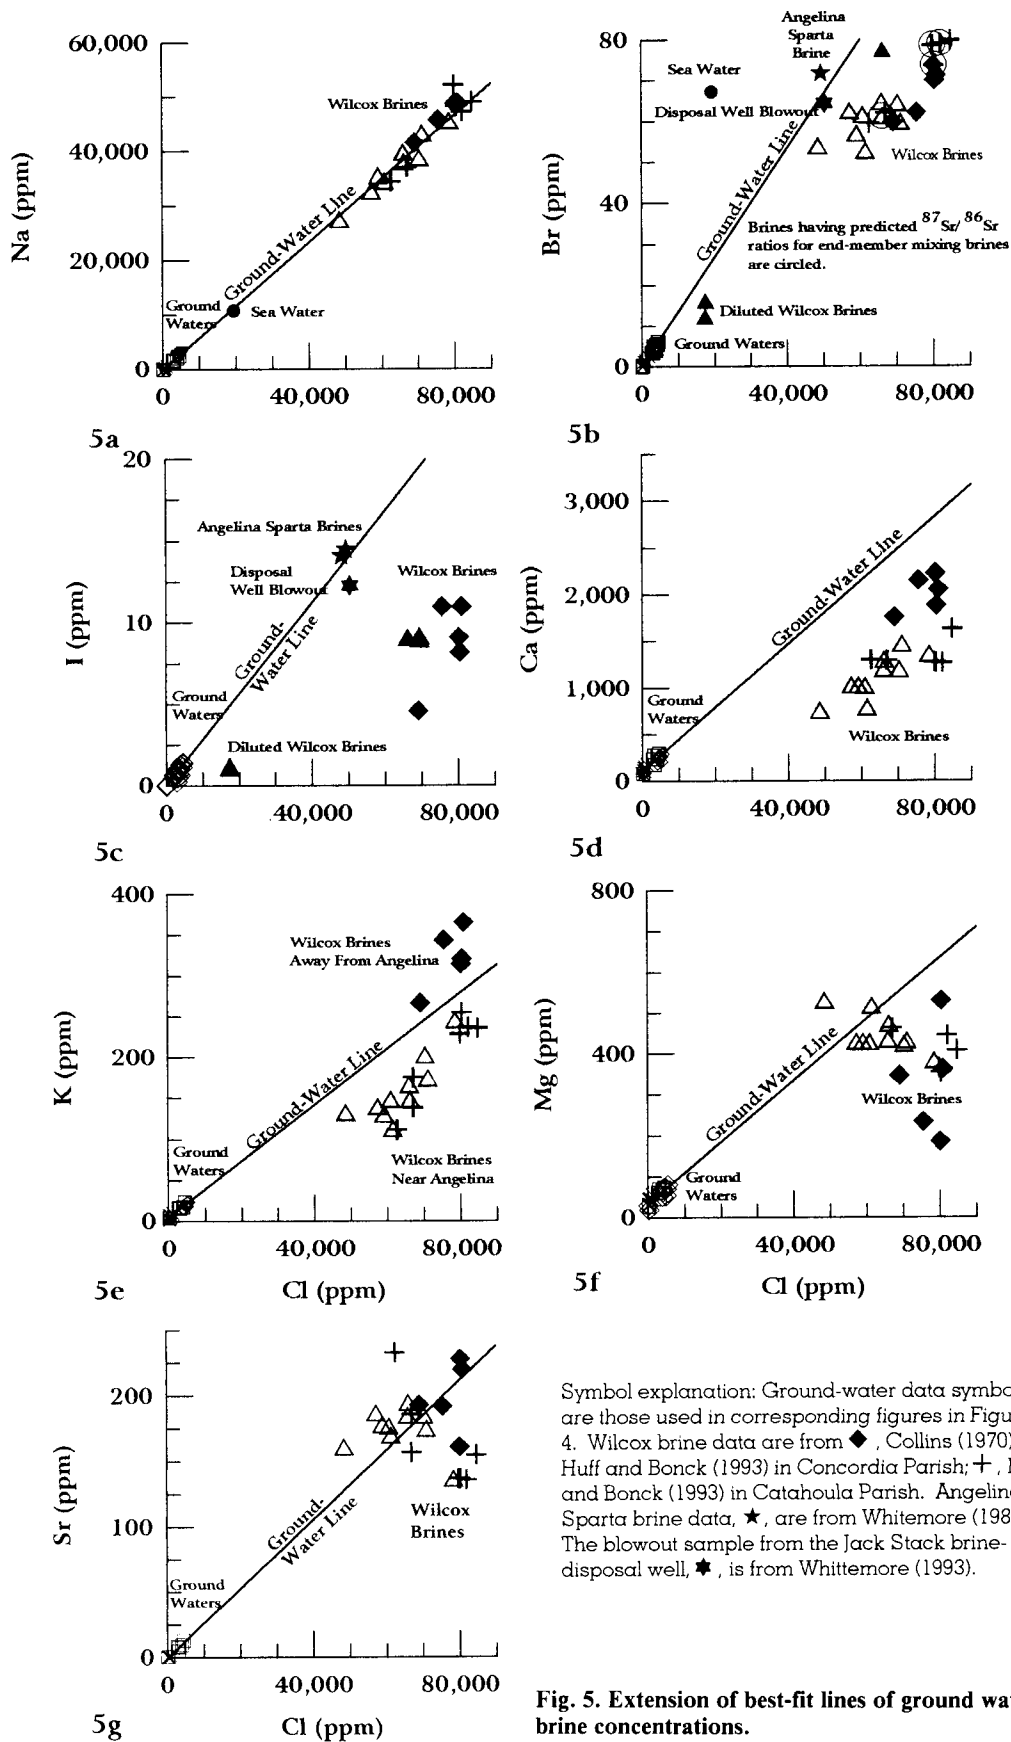 60,000
40,000
20,000
0
Na (ppm)
Wilcox Brines
Ground-Water Line
Ground
Waters
Sea Water
0 40,000 80,000
5a
80
40
0
Br (ppm)
Angelina
Sparta
Brine
Sea Water
Disposal Well Blowout
Ground-Water Line
Wilcox Brines
Brines having predicted 87Sr/86Sr
ratios for end-member mixing brines
are circled.
Diluted Wilcox Brines
Ground Waters
0 40,000 80,000
5b
20
10
0
I (ppm)
Angelina Sparta Brines
Disposal
Well Blowout
Wilcox Brines
Ground-
Water Line
Ground
Waters
Diluted Wilcox Brines
0 40,000 80,000
5c
3,000
2,000
1,000
0
Ca (ppm)
Ground-Water Line
Ground
Waters
Wilcox Brines
0 40,000 80,000
5d
400
200
0
K (ppm)
Wilcox Brines
Away From Angelina
Ground-Water Line
Ground
Waters
Wilcox Brines
Near Angelina
0 40,000 80,000
5e
Cl (ppm)
800
400
0
Mg (ppm)
Ground-Water Line
Wilcox Brines
Ground
Waters
0 40,000 80,000
5f
Cl (ppm)
200
100
0
Sr (ppm)
Ground-
Water Line
Wilcox
Brines
Ground
Waters
0 40,000 80,000
5g
Cl (ppm)
Symbol explanation: Ground-water data symbo
are those used in corresponding figures in Figu
4. Wilcox brine data are from ◆ , Collins (1970)
Huff and Bonck (1993) in Concordia Parish; + ,
and Bonck (1993) in Catahoula Parish. Angelin
Sparta brine data, ★ , are from Whitemore (198
The blowout sample from the Jack Stack brine-
disposal well, ✶ , is from Whittemore (1993).
Fig. 5. Extension of best-fit lines of ground wa
brine concentrations.